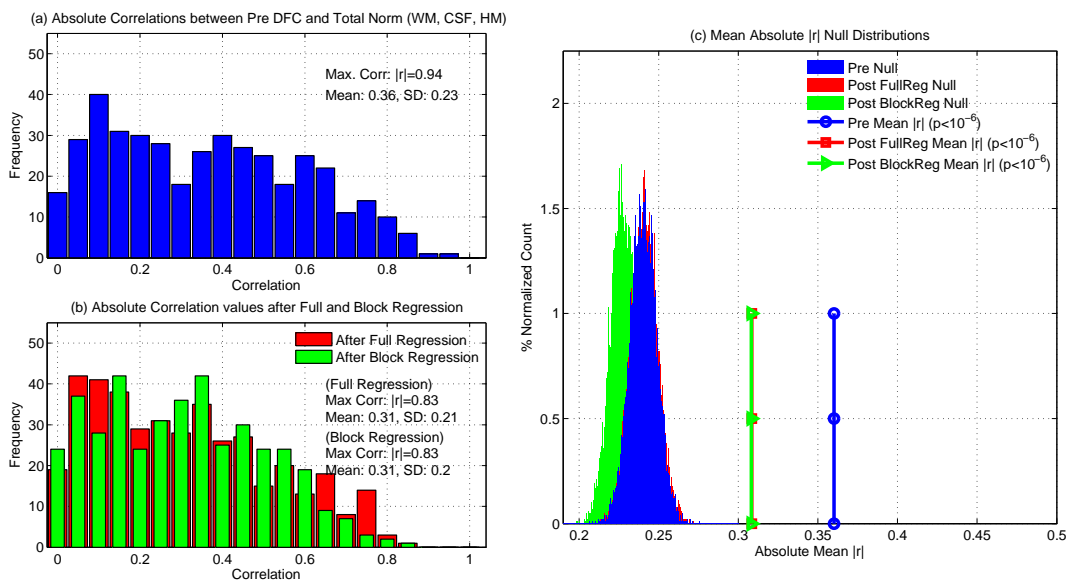 (a) Absolute Correlations between Pre DFC and Total Norm (WM, CSF, HM)
50
40
30
20
10
0
Frequency
Max. Corr: |r|=0.94
Mean: 0.36, SD: 0.23
0 0.2 0.4 0.6 0.8 1
Correlation
(b) Absolute Correlation values after Full and Block Regression
50
40
30
20
10
0
Frequency
After Full Regression
After Block Regression
(Full Regression)
Max Corr: |r|=0.83
Mean: 0.31, SD: 0.21
(Block Regression)
Max Corr: |r|=0.83
Mean: 0.31, SD: 0.2
0 0.2 0.4 0.6 0.8 1
Correlation
(c) Mean Absolute |r| Null Distributions
Pre Null
Post FullReg Null
Post BlockReg Null
Pre Mean |r| (p<10⁻⁶)
Post FullReg Mean |r| (p<10⁻⁶)
Post BlockReg Mean |r| (p<10⁻⁶)
2
1.5
1
0.5
0
% Normalized Count
0.2 0.25 0.3 0.35 0.4 0.45 0.5
Absolute Mean |r|